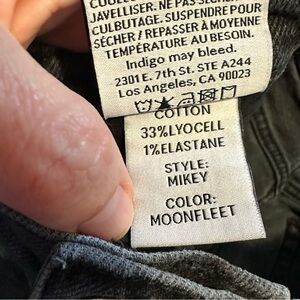 JAVELLISER. NE PAS
CULBUTAGE. SUSPENDRE POUR
SÉCHER / REPASSER À MOYENNE
TEMPÉRATURE AU BESOIN.
Indigo may bleed.
2301 E. 7th St. STE A244
Los Angeles, CA 90023
COTTON
33%LYOCELL
1%ELASTANE
STYLE:
MIKEY
COLOR:
MOONFLEET